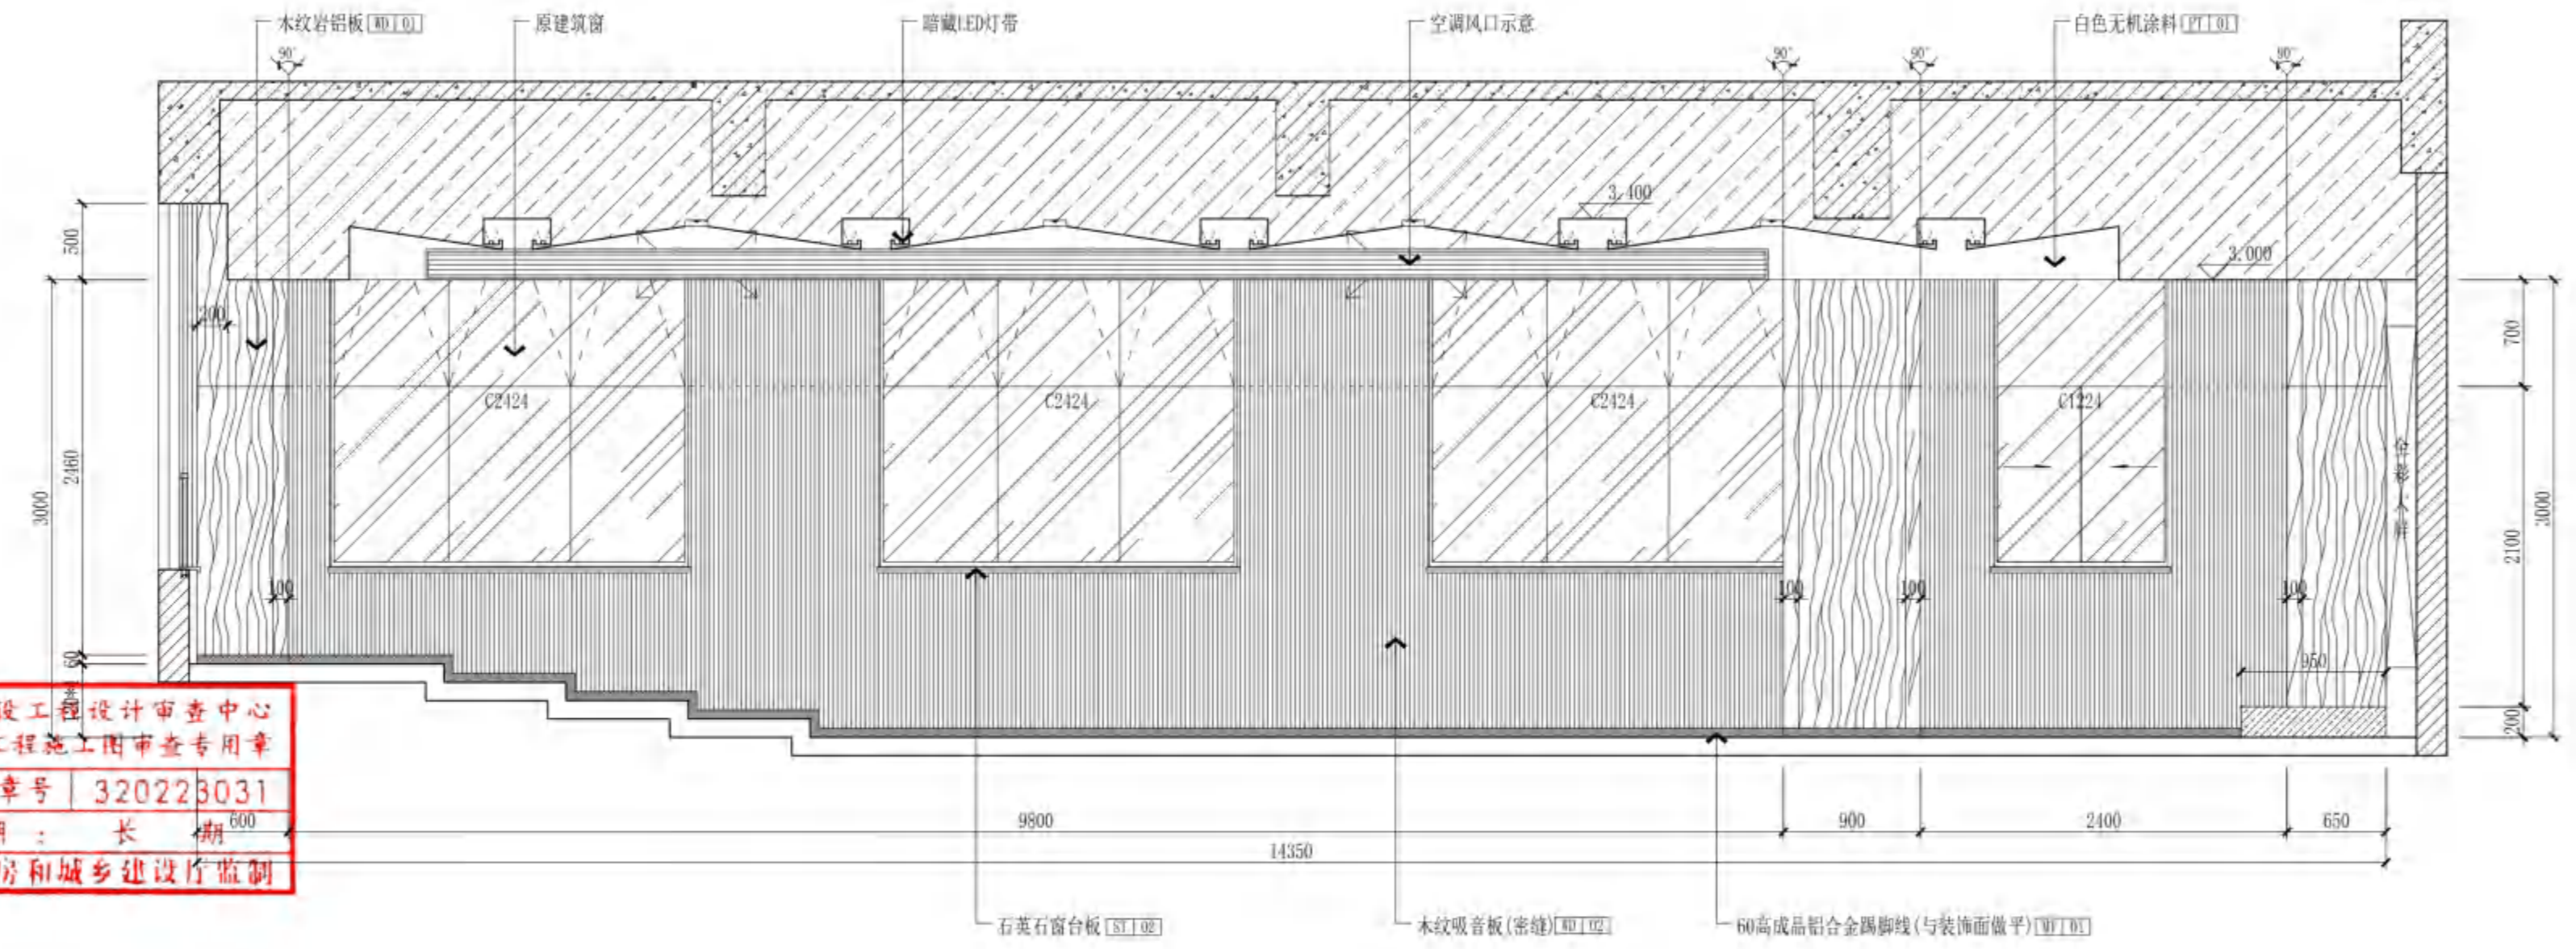 木纹岩铝板 WD 01
原建筑窗
暗藏LED灯带
空调风口示意
白色无机涂料 PT 01
90°
90°
90°
90°
3.400
3.000
500
200
700
C2424
C2424
C2424
C1224
2460
3000
2100
3000
100
100
100
100
60
950
200
设工程设计审查中心
工程施工图审查专用章
章号 320223031
期 : 长 期
房和城乡建设厅监制
600
9800
900
2400
650
14350
石英石窗台板 ST 02
木纹吸音板(密缝) WD 02
60高成品铝合金踢脚线(与装饰面做平)